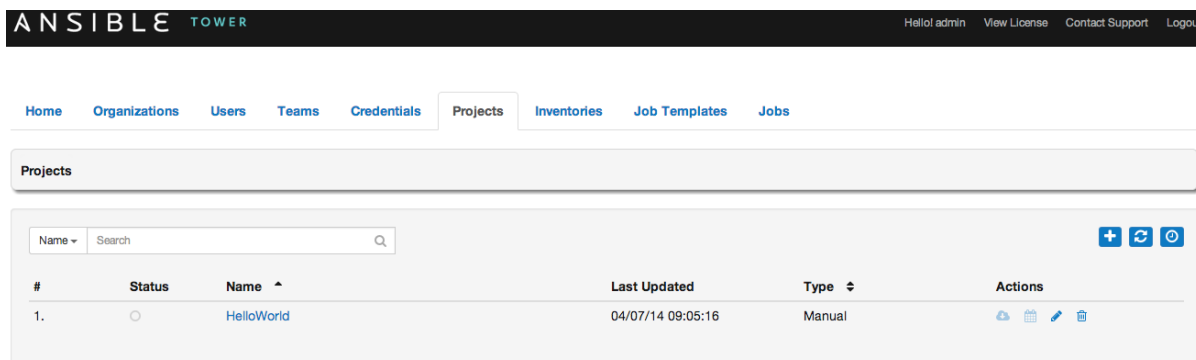 ANSIBLE TOWER Hello! admin View License Contact Support Logou
Home Organizations Users Teams Credentials Projects Inventories Job Templates Jobs
Projects
Name Search
# Status Name Last Updated Type Actions
1. HelloWorld 04/07/14 09:05:16 Manual